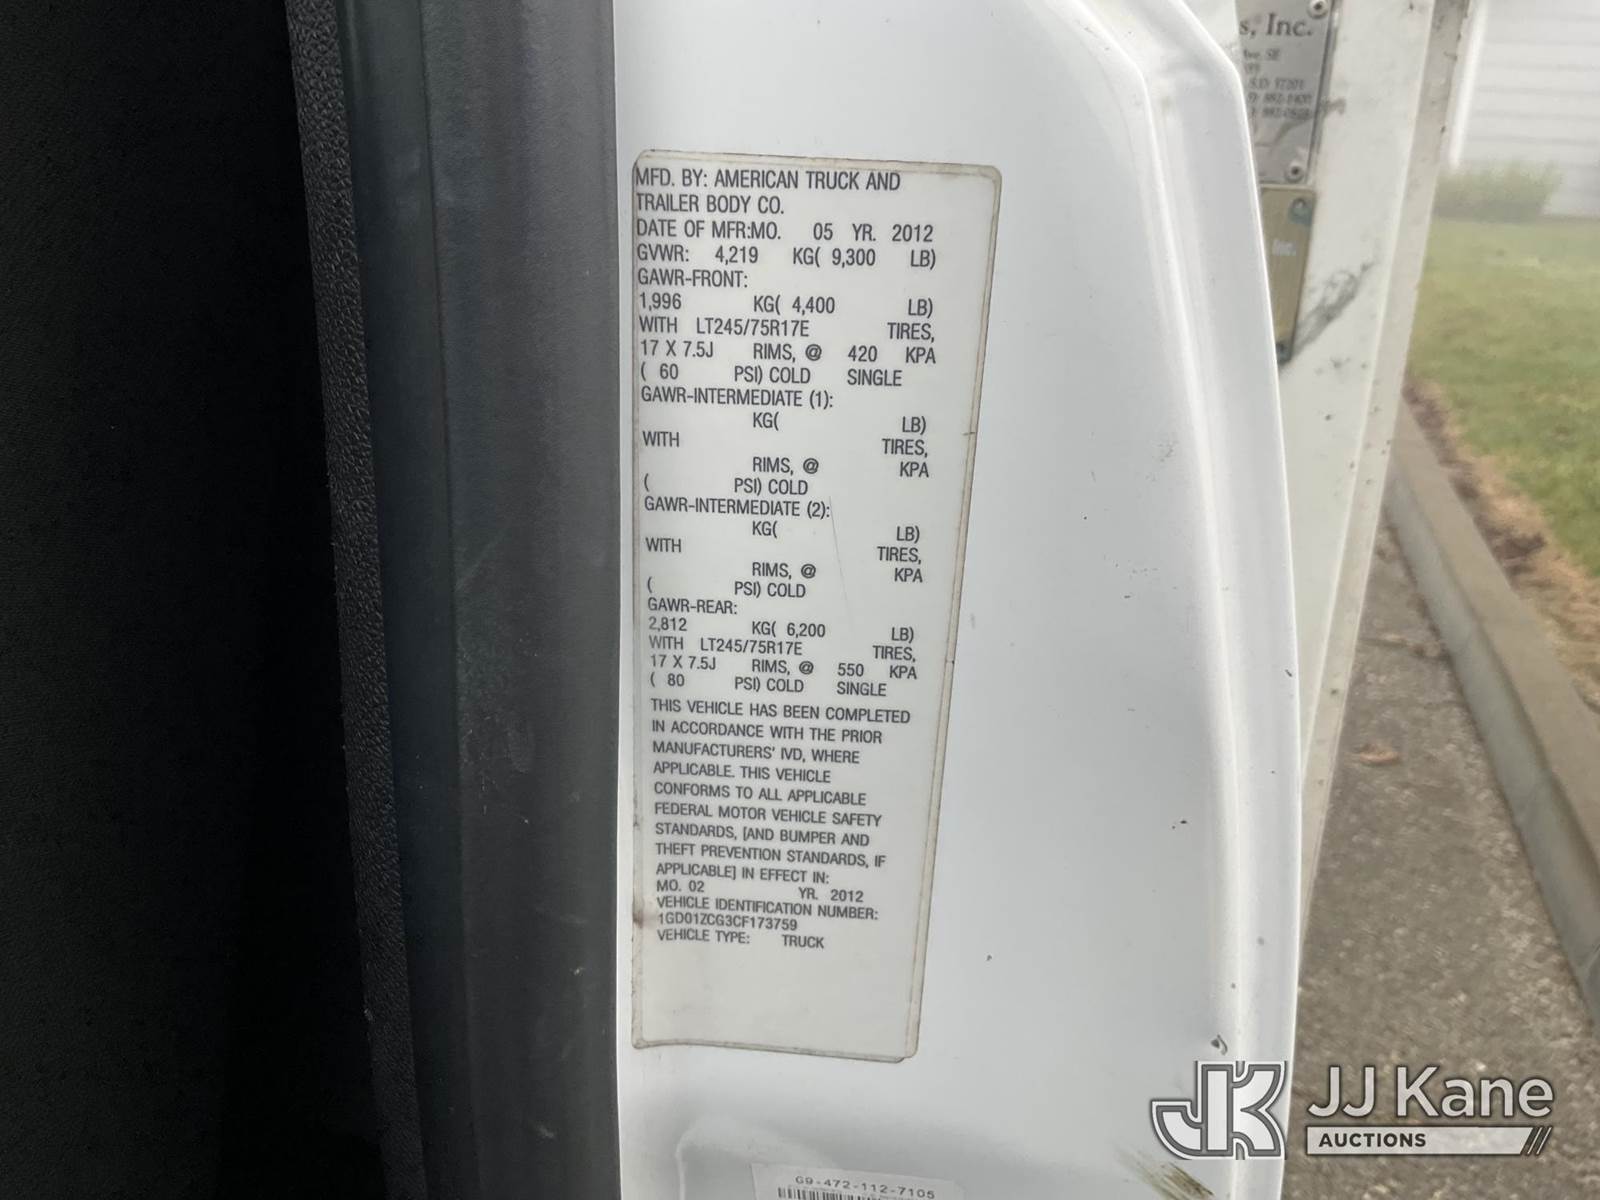 s, Inc.
Ave. SE
S.D. 57201
MFD. BY: AMERICAN TRUCK AND
TRAILER BODY CO.
DATE OF MFR:MO. 05 YR. 2012
GVWR: 4,219 KG( 9,300 LB)
GAWR-FRONT:
1,996 KG( 4,400 LB)
WITH LT245/75R17E TIRES,
17 X 7.5J RIMS, @ 420 KPA
( 60 PSI) COLD SINGLE
GAWR-INTERMEDIATE (1):
KG( LB)
WITH TIRES,
RIMS, @ KPA
( PSI) COLD
GAWR-INTERMEDIATE (2):
KG( LB)
WITH TIRES,
RIMS, @ KPA
( PSI) COLD
GAWR-REAR:
2,812 KG( 6,200 LB)
WITH LT245/75R17E TIRES,
17 X 7.5J RIMS, @ 550 KPA
( 80 PSI) COLD SINGLE
THIS VEHICLE HAS BEEN COMPLETED
IN ACCORDANCE WITH THE PRIOR
MANUFACTURERS' IVD, WHERE
APPLICABLE. THIS VEHICLE
CONFORMS TO ALL APPLICABLE
FEDERAL MOTOR VEHICLE SAFETY
STANDARDS, [AND BUMPER AND
THEFT PREVENTION STANDARDS, IF
APPLICABLE] IN EFFECT IN:
MO. 02 YR. 2012
VEHICLE IDENTIFICATION NUMBER:
1GD01ZCG3CF173759
VEHICLE TYPE: TRUCK
Inc.
G9-472-112-7105
JK JJ Kane
AUCTIONS